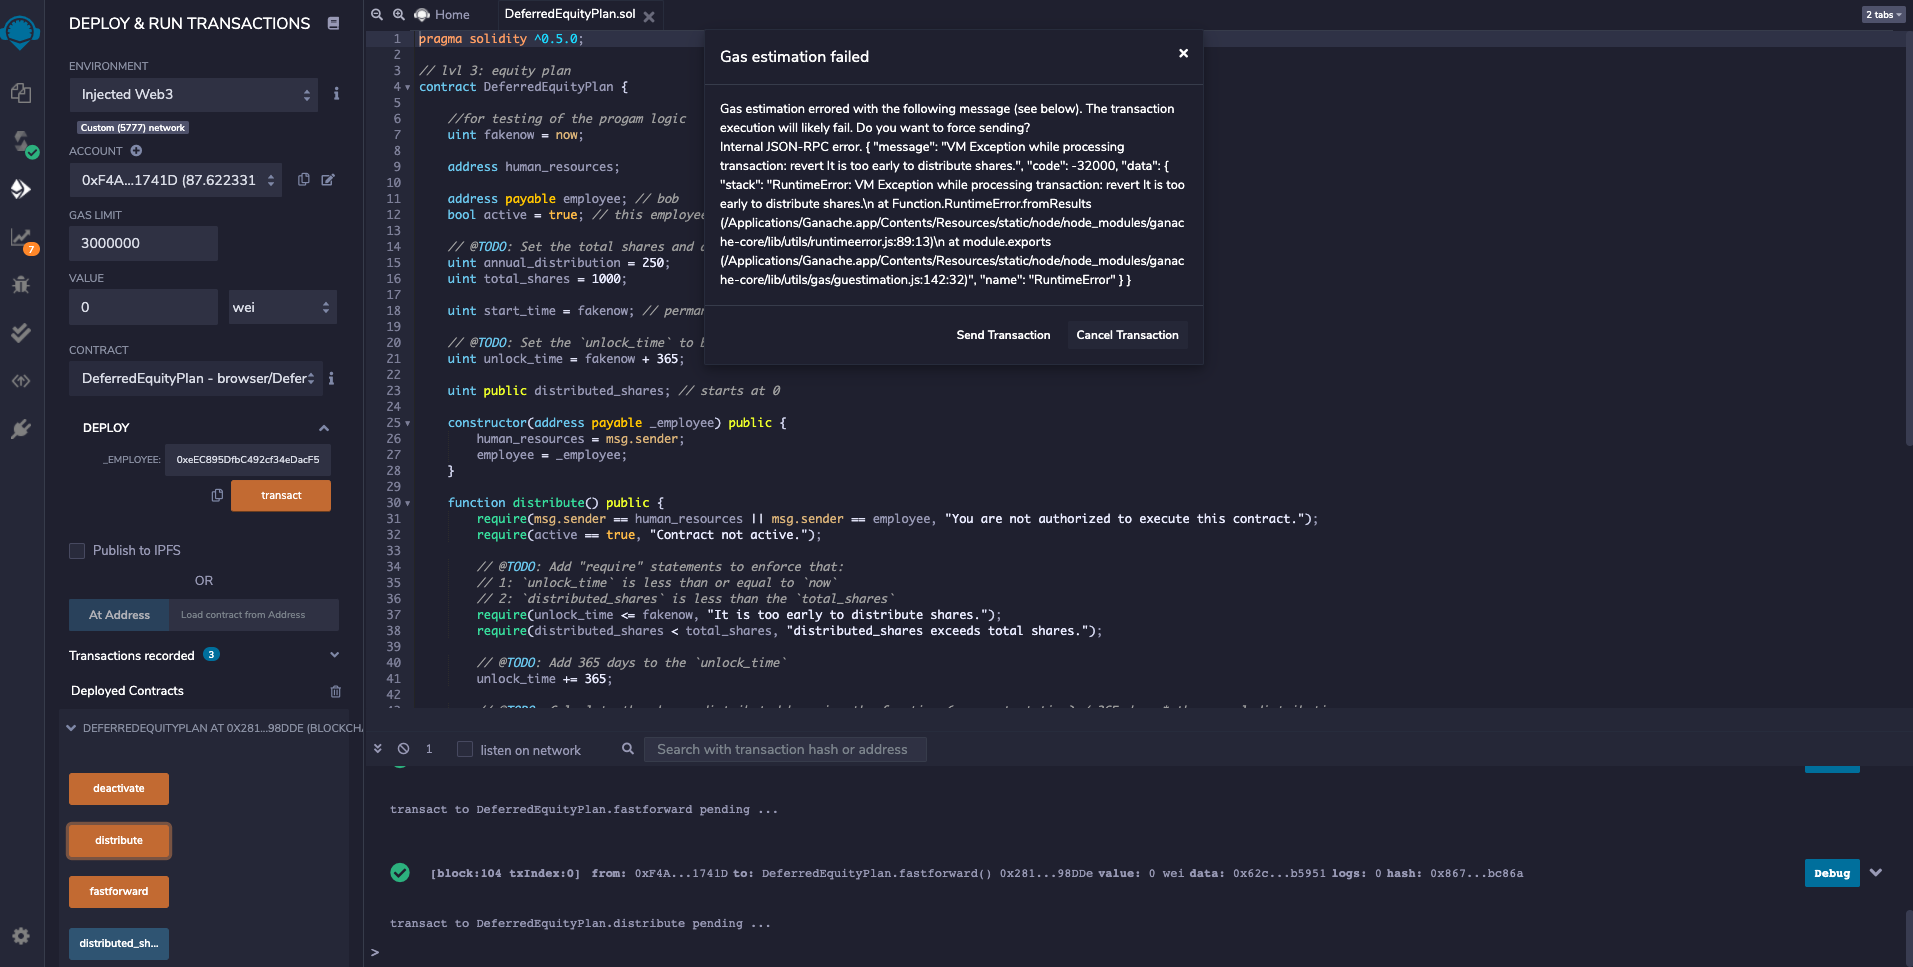 DEPLOY & RUN TRANSACTIONS
ENVIRONMENT
Injected Web3
Custom (5777) network
ACCOUNT
0xF4A...1741D (87.622331
GAS LIMIT
3000000
VALUE
0
wei
CONTRACT
DeferredEquityPlan - browser/Defer
DEPLOY
_EMPLOYEE:
0xeEC895DfbC492cf34eDacF5
transact
Publish to IPFS
OR
At Address
Load contract from Address
Transactions recorded 3
Deployed Contracts
DEFERREDEQUITYPLAN AT 0X281...98DDE (BLOCKCHA
deactivate
distribute
fastforward
distributed_sh...
7
Home
DeferredEquityPlan.sol
2 tabs
1 pragma solidity ^0.5.0;
2
3 // lvl 3: equity plan
4 contract DeferredEquityPlan {
5
6 //for testing of the progam logic
7 uint fakenow = now;
8
9 address human_resources;
10
11 address payable employee; // bob
12 bool active = true; // this employee
13
14 // @TODO: Set the total shares and
15 uint annual_distribution = 250;
16 uint total_shares = 1000;
17
18 uint start_time = fakenow; // perma
19
20 // @TODO: Set the `unlock_time` to b
21 uint unlock_time = fakenow + 365;
22
23 uint public distributed_shares; // starts at 0
24
25 constructor(address payable _employee) public {
26 human_resources = msg.sender;
27 employee = _employee;
28 }
29
30 function distribute() public {
31 require(msg.sender == human_resources || msg.sender == employee, "You are not authorized to execute this contract.");
32 require(active == true, "Contract not active.");
33
34 // @TODO: Add "require" statements to enforce that:
35 // 1: `unlock_time` is less than or equal to `now`
36 // 2: `distributed_shares` is less than the `total_shares`
37 require(unlock_time <= fakenow, "It is too early to distribute shares.");
38 require(distributed_shares < total_shares, "distributed_shares exceeds total shares.");
39
40 // @TODO: Add 365 days to the `unlock_time`
41 unlock_time += 365;
42
Gas estimation failed
Gas estimation errored with the following message (see below). The transaction
execution will likely fail. Do you want to force sending?
Internal JSON-RPC error. { "message": "VM Exception while processing
transaction: revert It is too early to distribute shares.", "code": -32000, "data": {
"stack": "RuntimeError: VM Exception while processing transaction: revert It is too
early to distribute shares.\n at Function.RuntimeError.fromResults
(/Applications/Ganache.app/Contents/Resources/static/node/node_modules/ganac
he-core/lib/utils/runtimeerror.js:89:13)\n at module.exports
(/Applications/Ganache.app/Contents/Resources/static/node/node_modules/ganac
he-core/lib/utils/gas/guestimation.js:142:32)", "name": "RuntimeError" } }
Send Transaction
Cancel Transaction
1
listen on network
Search with transaction hash or address
transact to DeferredEquityPlan.fastforward pending ...
[block:104 txIndex:0] from: 0xF4A...1741D to: DeferredEquityPlan.fastforward() 0x281...98DDe value: 0 wei data: 0x62c...b5951 logs: 0 hash: 0x867...bc86a
Debug
transact to DeferredEquityPlan.distribute pending ...
>